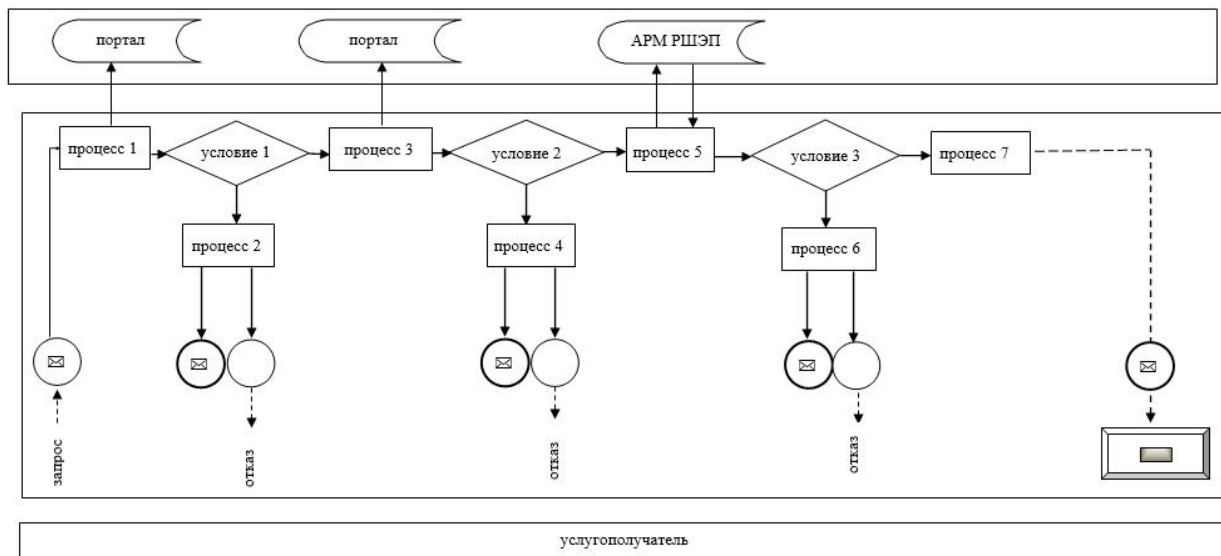 портал
портал
АРМ РШЭП
процесс 1
условие 1
процесс 3
условие 2
процесс 5
условие 3
процесс 7
процесс 2
процесс 4
процесс 6
запрос
отказ
отказ
отказ
услугополучатель